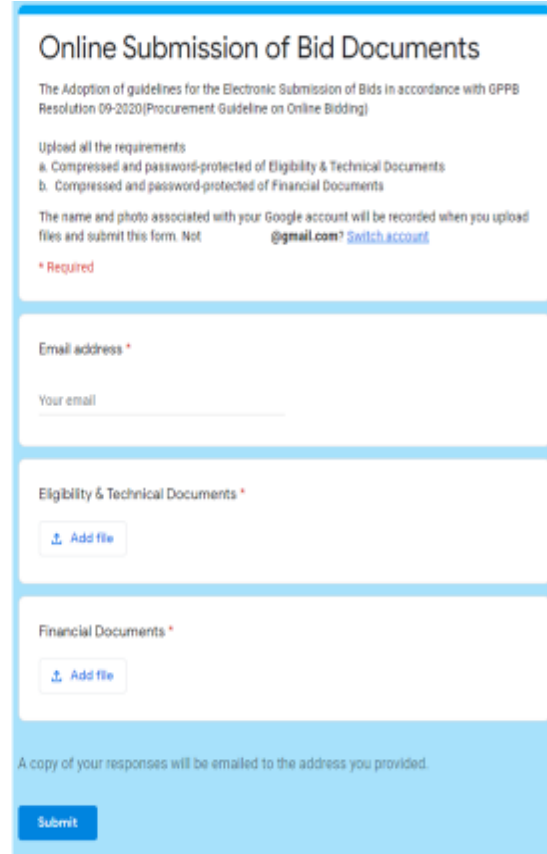 Online Submission of Bid Documents
The Adoption of guidelines for the Electronic Submission of Bids in accordance with GPPB
Resolution 09-2020(Procurement Guideline on Online Bidding)
Upload all the requirements
a. Compressed and password-protected of Eligibility & Technical Documents
b. Compressed and password-protected of Financial Documents
The name and photo associated with your Google account will be recorded when you upload
files and submit this form. Not @gmail.com? Switch account
* Required
Email address *
Your email
Eligibility & Technical Documents *
Add file
Financial Documents *
Add file
A copy of your responses will be emailed to the address you provided.
Submit